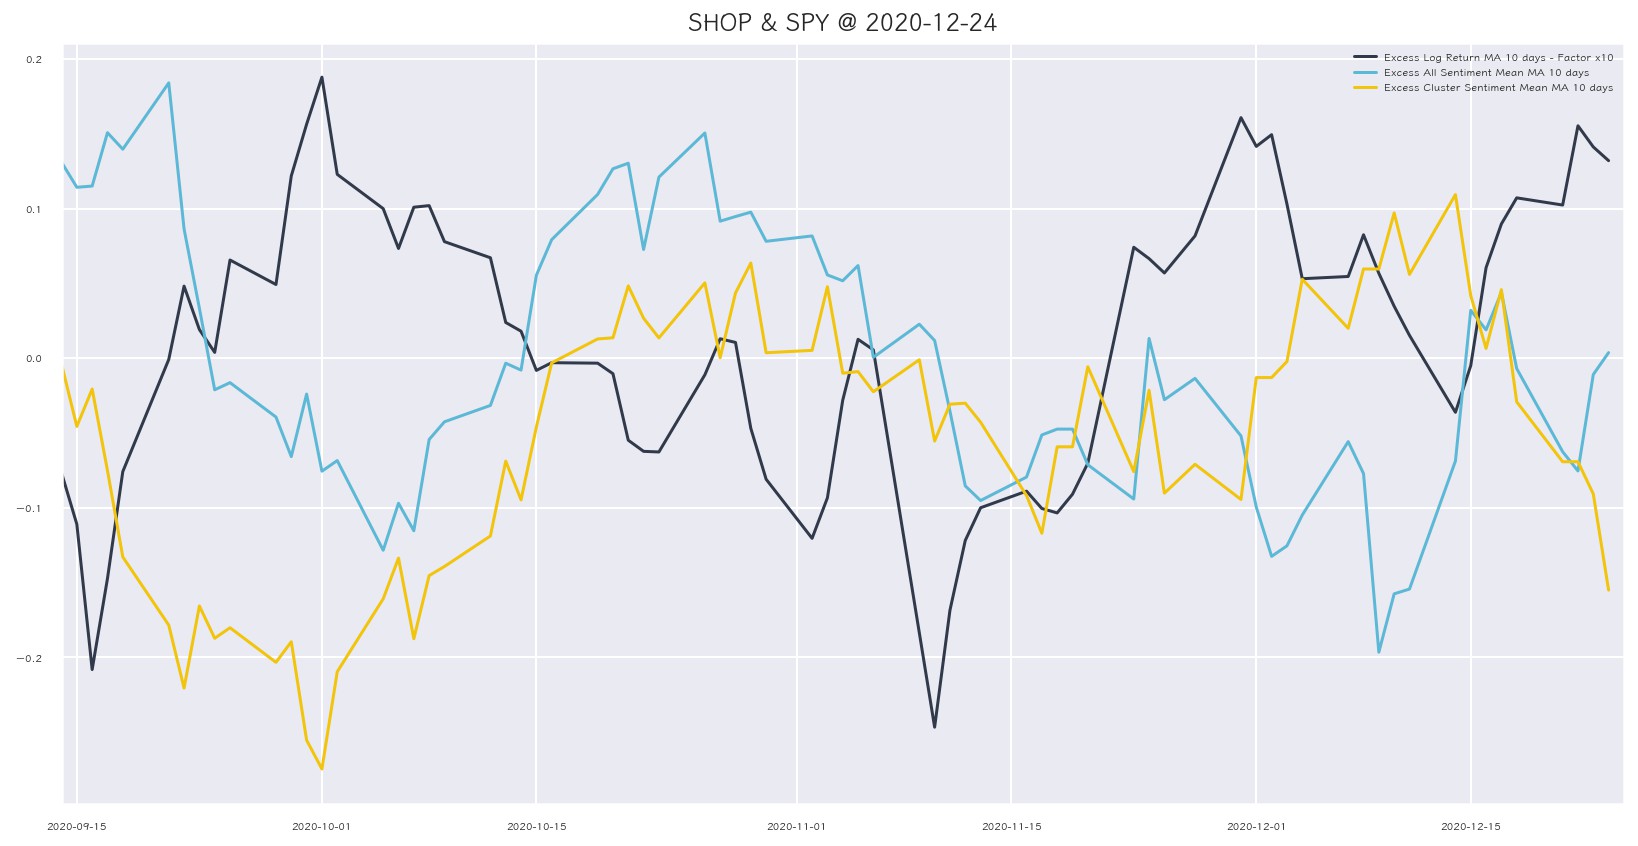 SHOP & SPY @ 2020-12-24
Excess Log Return MA 10 days - Factor x10
Excess All Sentiment Mean MA 10 days
Excess Cluster Sentiment Mean MA 10 days
0.2
0.1
0.0
−0.1
−0.2
2020-09-15 2020-10-01 2020-10-15 2020-11-01 2020-11-15 2020-12-01 2020-12-15